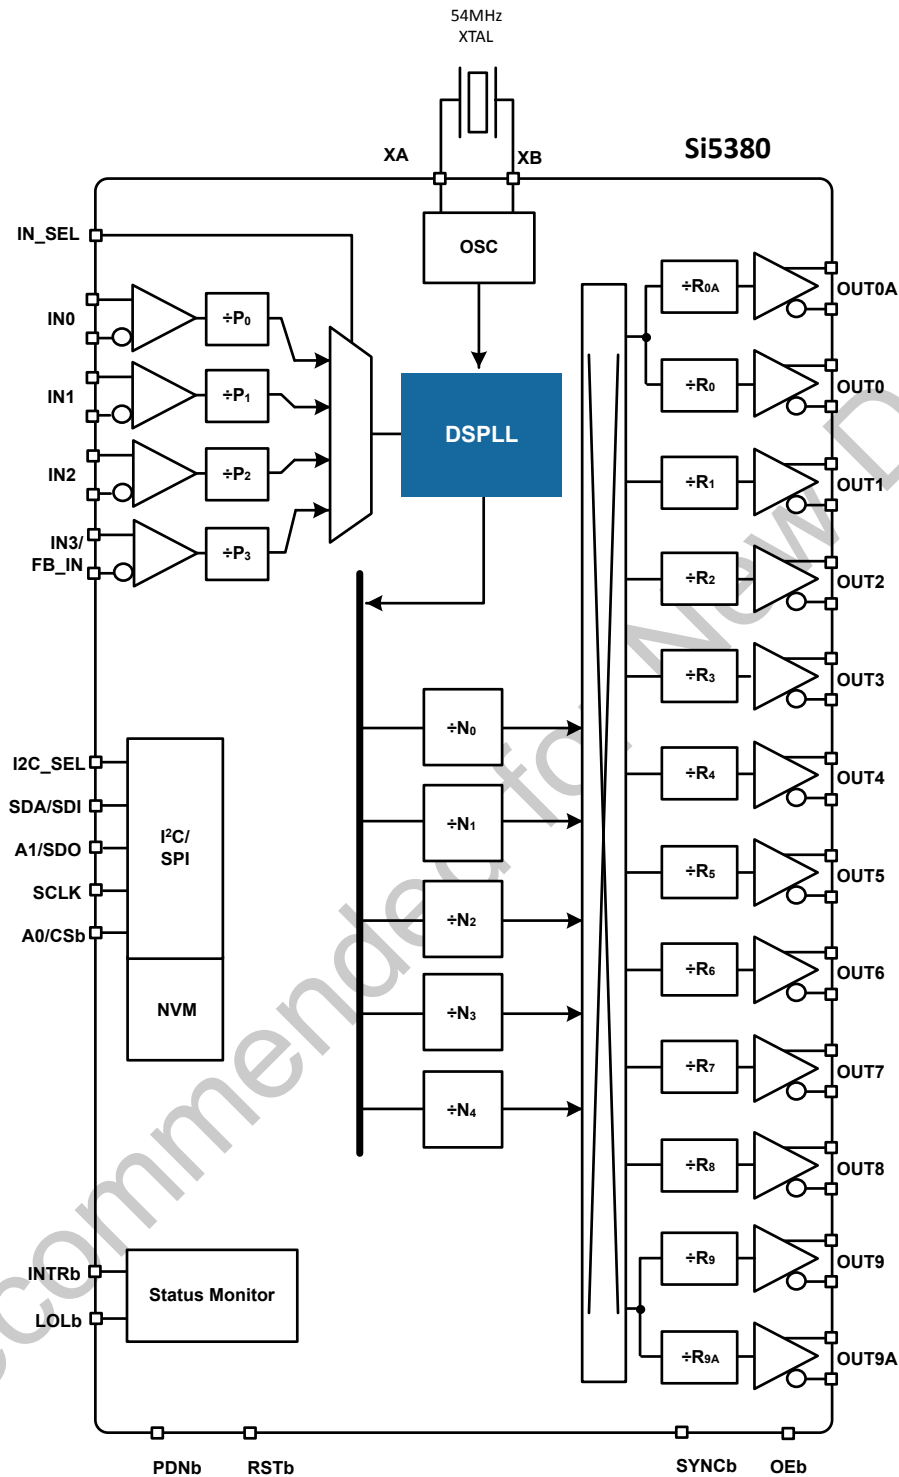 54MHz
XTAL
XA
XB
Si5380
IN_SEL
OSC
IN0
÷P0
IN1
÷P1
IN2
÷P2
IN3/
FB_IN
÷P3
DSPLL
÷R0A
OUT0A
÷R0
OUT0
÷R1
OUT1
÷R2
OUT2
÷R3
OUT3
÷N0
I2C_SEL
SDA/SDI
A1/SDO
SCLK
A0/CSb
I²C/
SPI
NVM
÷N1
÷N2
÷N3
÷N4
÷R4
OUT4
÷R5
OUT5
÷R6
OUT6
÷R7
OUT7
÷R8
OUT8
÷R9
OUT9
÷R9A
OUT9A
INTRb
LOLb
Status Monitor
PDNb
RSTb
SYNCb
OEb
ecommended for New D